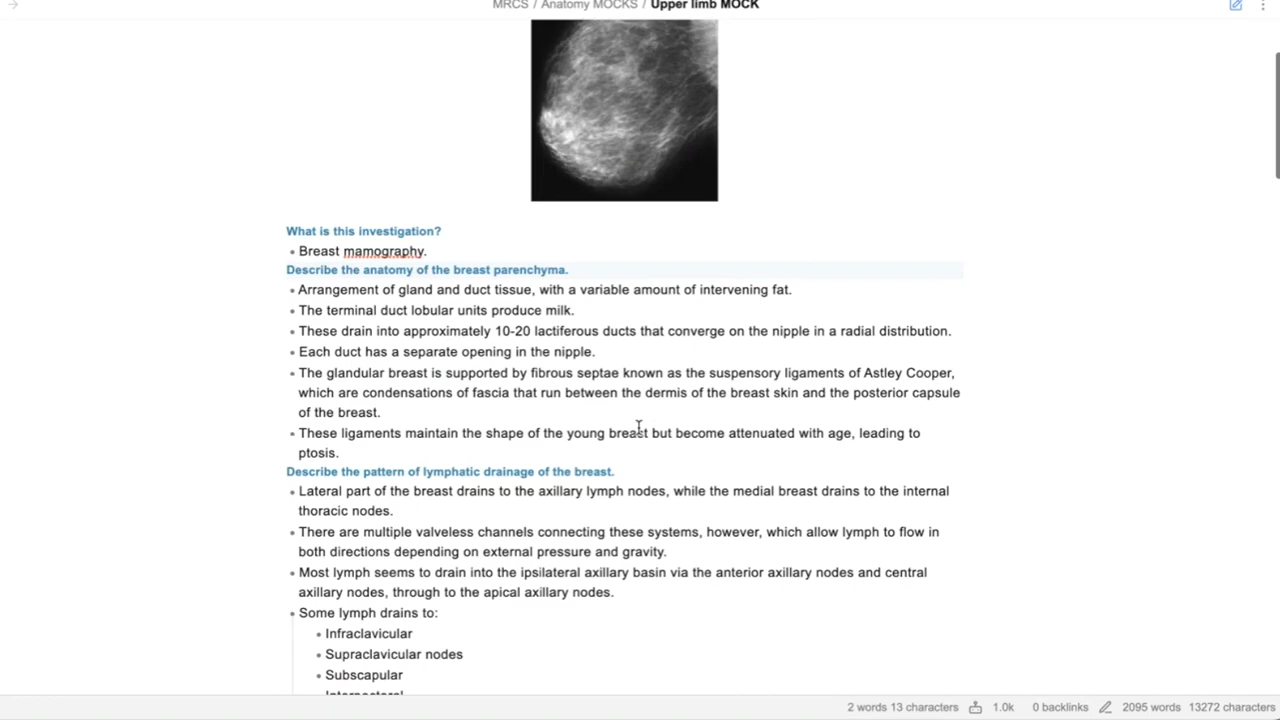 MRCS / Anatomy MOCKS / Upper limb MOCK
What is this investigation?
• Breast mamography.
Describe the anatomy of the breast parenchyma.
• Arrangement of gland and duct tissue, with a variable amount of intervening fat.
• The terminal duct lobular units produce milk.
• These drain into approximately 10-20 lactiferous ducts that converge on the nipple in a radial distribution.
• Each duct has a separate opening in the nipple.
• The glandular breast is supported by fibrous septae known as the suspensory ligaments of Astley Cooper,
which are condensations of fascia that run between the dermis of the breast skin and the posterior capsule
of the breast.
• These ligaments maintain the shape of the young breast but become attenuated with age, leading to
ptosis.
Describe the pattern of lymphatic drainage of the breast.
• Lateral part of the breast drains to the axillary lymph nodes, while the medial breast drains to the internal
thoracic nodes.
• There are multiple valveless channels connecting these systems, however, which allow lymph to flow in
both directions depending on external pressure and gravity.
• Most lymph seems to drain into the ipsilateral axillary basin via the anterior axillary nodes and central
axillary nodes, through to the apical axillary nodes.
• Some lymph drains to:
• Infraclavicular
• Supraclavicular nodes
• Subscapular
2 words 13 characters 1.0k 0 backlinks 2095 words 13272 characters